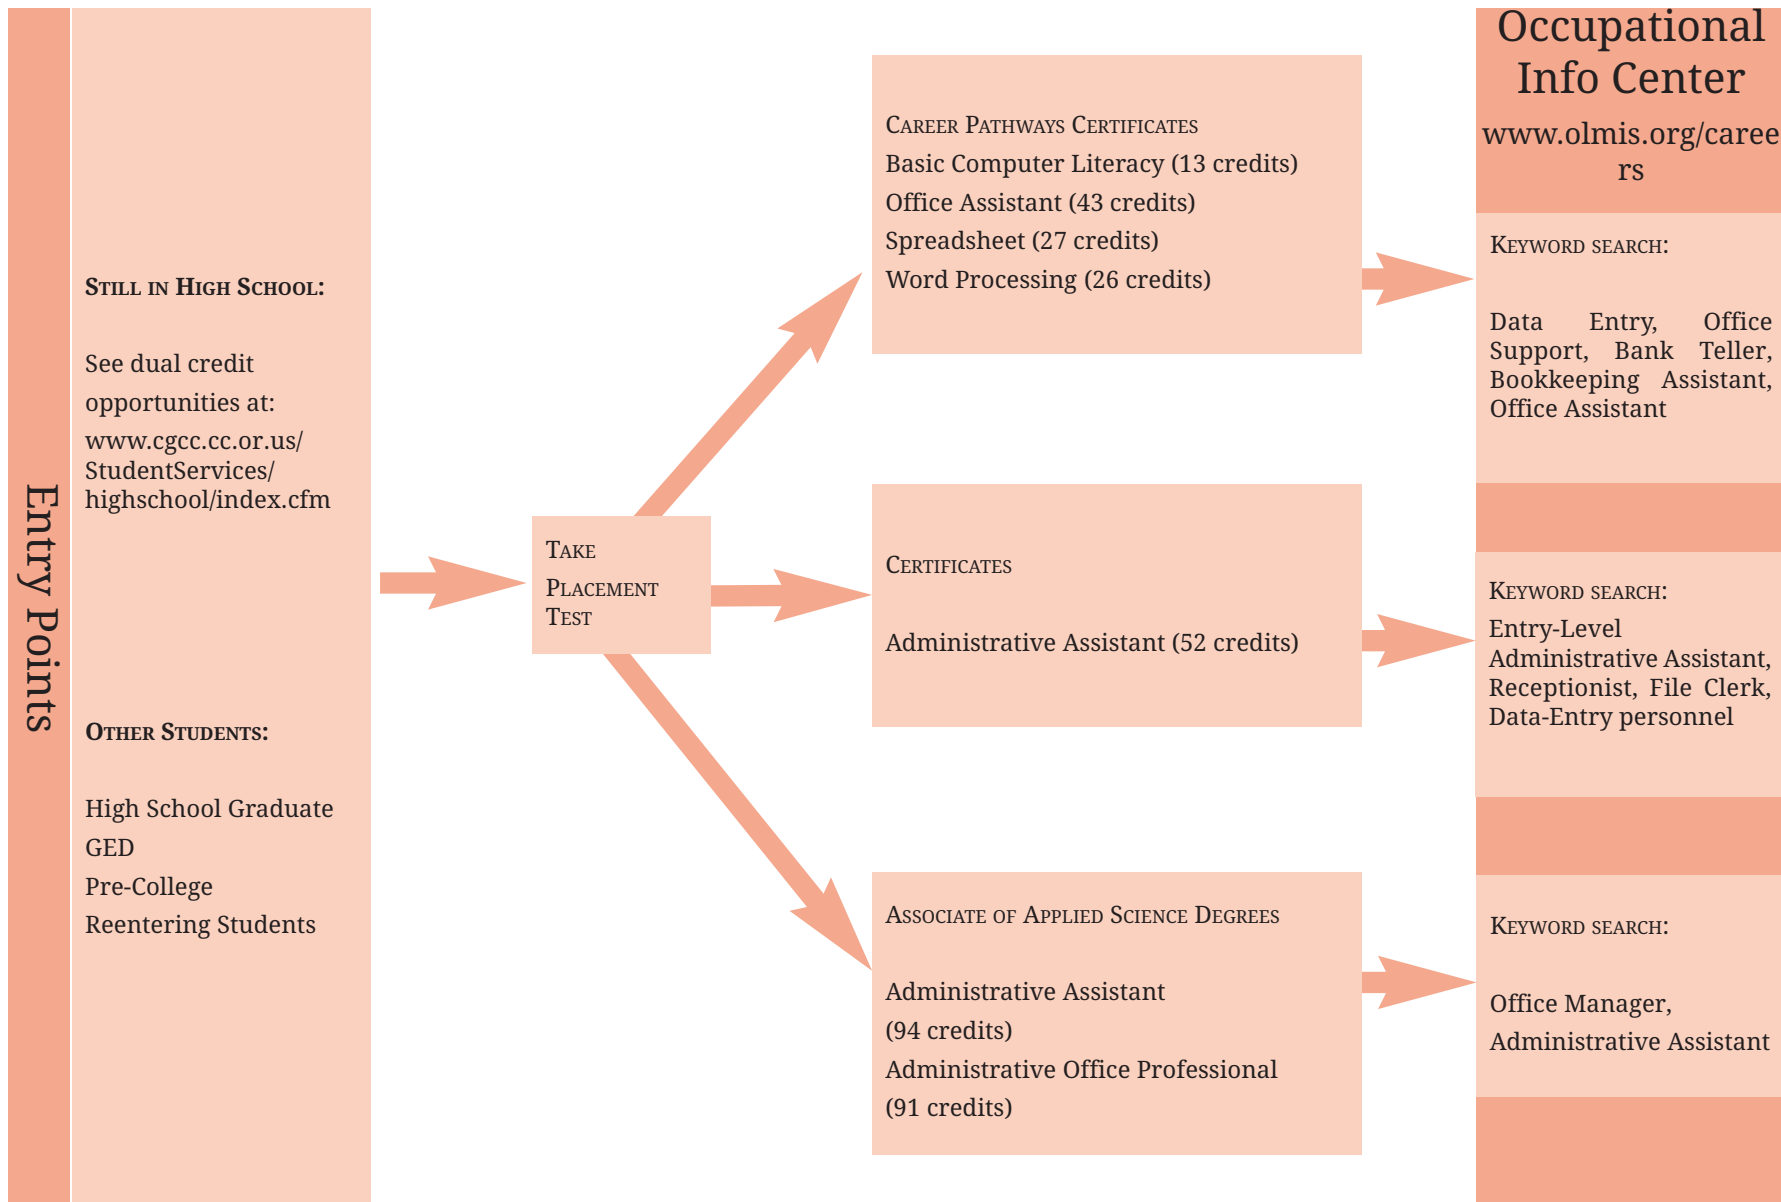 Entry Points
Still in High School:
See dual credit
opportunities at:
www.cgcc.cc.or.us/
StudentServices/
highschool/index.cfm
Other Students:
High School Graduate
GED
Pre-College
Reentering Students
Take
Placement
Test
Career Pathways Certificates
Basic Computer Literacy (13 credits)
Office Assistant (43 credits)
Spreadsheet (27 credits)
Word Processing (26 credits)
Certificates
Administrative Assistant (52 credits)
Associate of Applied Science Degrees
Administrative Assistant
(94 credits)
Administrative Office Professional
(91 credits)
Occupational
Info Center
www.olmis.org/caree
rs
Keyword search:
Data Entry, Office
Support, Bank Teller,
Bookkeeping Assistant,
Office Assistant
Keyword search:
Entry-Level
Administrative Assistant,
Receptionist, File Clerk,
Data-Entry personnel
Keyword search:
Office Manager,
Administrative Assistant